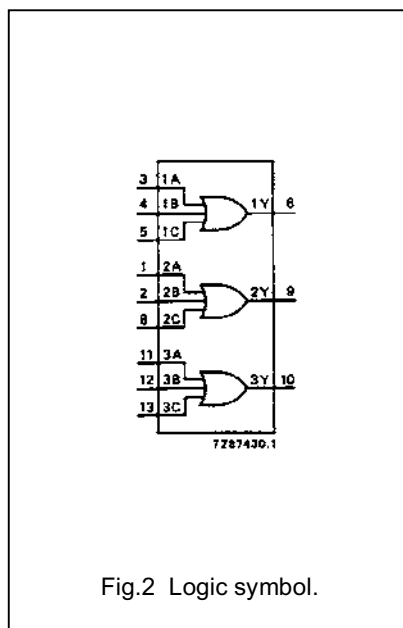 3 1A
4 1B 1Y 6
5 1C
1 2A
2 2B 2Y 9
8 2C
11 3A
12 3B 3Y 10
13 3C
7Z87430.1
Fig.2 Logic symbol.